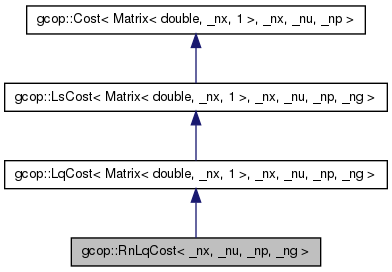 gcop::Cost< Matrix< double, _nx, 1 >, _nx, _nu, _np >
gcop::LsCost< Matrix< double, _nx, 1 >, _nx, _nu, _np, _ng >
gcop::LqCost< Matrix< double, _nx, 1 >, _nx, _nu, _np, _ng >
gcop::RnLqCost< _nx, _nu, _np, _ng >